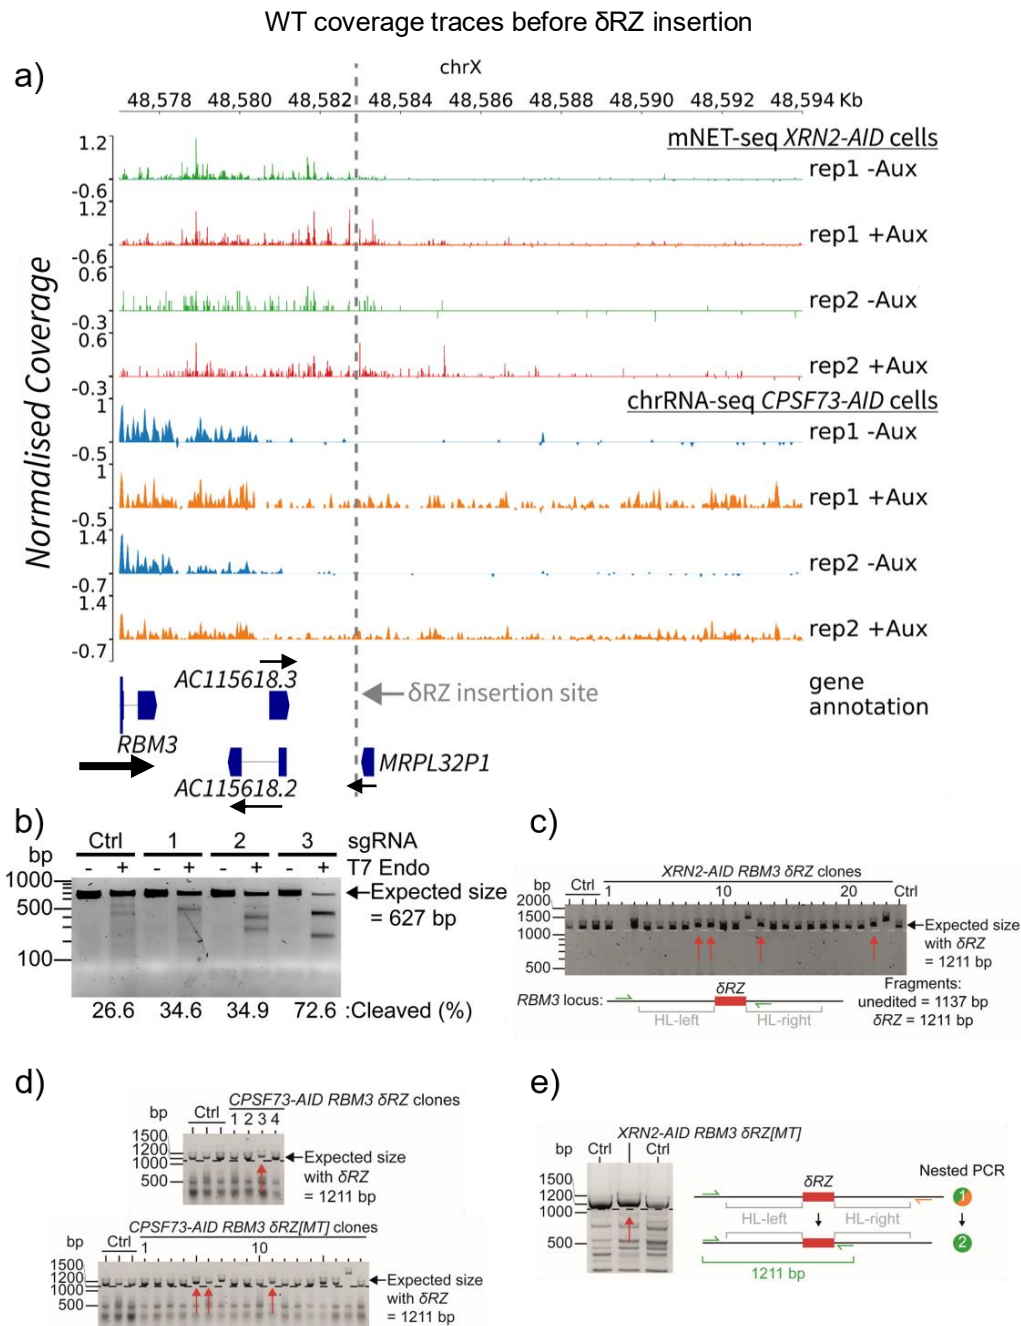 WT coverage traces before δRZ insertion
a)
chrX
48,578 48,580 48,582 48,584 48,586 48,588 48,590 48,592 48,594 Kb
Normalised Coverage
mNET-seq XRN2-AID cells
1.2
rep1 -Aux
-0.6
1.2
rep1 +Aux
-0.6
0.6
rep2 -Aux
-0.3
0.6
rep2 +Aux
-0.3
chrRNA-seq CPSF73-AID cells
1
rep1 -Aux
-0.5
1
rep1 +Aux
-0.5
1.4
rep2 -Aux
-0.7
1.4
rep2 +Aux
-0.7
AC115618.3
δRZ insertion site
gene
annotation
RBM3
MRPL32P1
AC115618.2
b)
Ctrl 1 2 3 sgRNA
bp - + - + - + - + T7 Endo
1000
500
100
Expected size
= 627 bp
26.6 34.6 34.9 72.6 :Cleaved (%)
c)
XRN2-AID RBM3 δRZ clones
bp Ctrl 1 10 20 Ctrl
2000
1500
1000
500
Expected size
with δRZ
= 1211 bp
RBM3 locus:
δRZ
HL-left HL-right
Fragments:
unedited = 1137 bp
δRZ = 1211 bp
d)
CPSF73-AID RBM3 δRZ clones
bp Ctrl 1 2 3 4
1500
1000
500
Expected size
with δRZ
= 1211 bp
CPSF73-AID RBM3 δRZ[MT] clones
bp Ctrl 1 10
1500
1200
1000
500
Expected size
with δRZ
= 1211 bp
e)
XRN2-AID RBM3 δRZ[MT]
bp Ctrl Ctrl
1500
1200
1000
500
Nested PCR
δRZ
1
HL-left HL-right
2
1211 bp